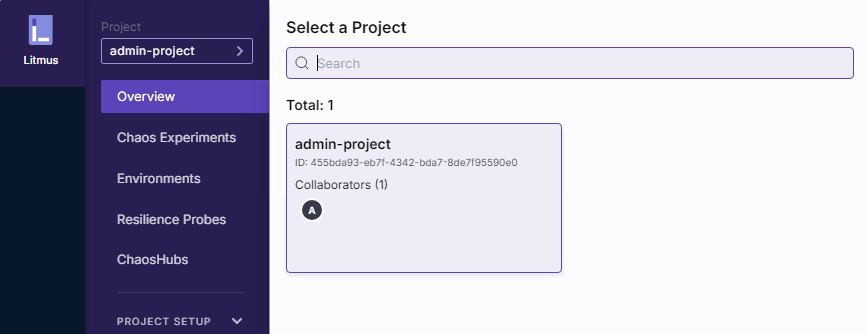 Litmus
Project
admin-project
Overview
Chaos Experiments
Environments
Resilience Probes
ChaosHubs
PROJECT SETUP
Select a Project
Search
Total: 1
admin-project
ID: 455bda93-eb7f-4342-bda7-8de7f95590e0
Collaborators (1)
A